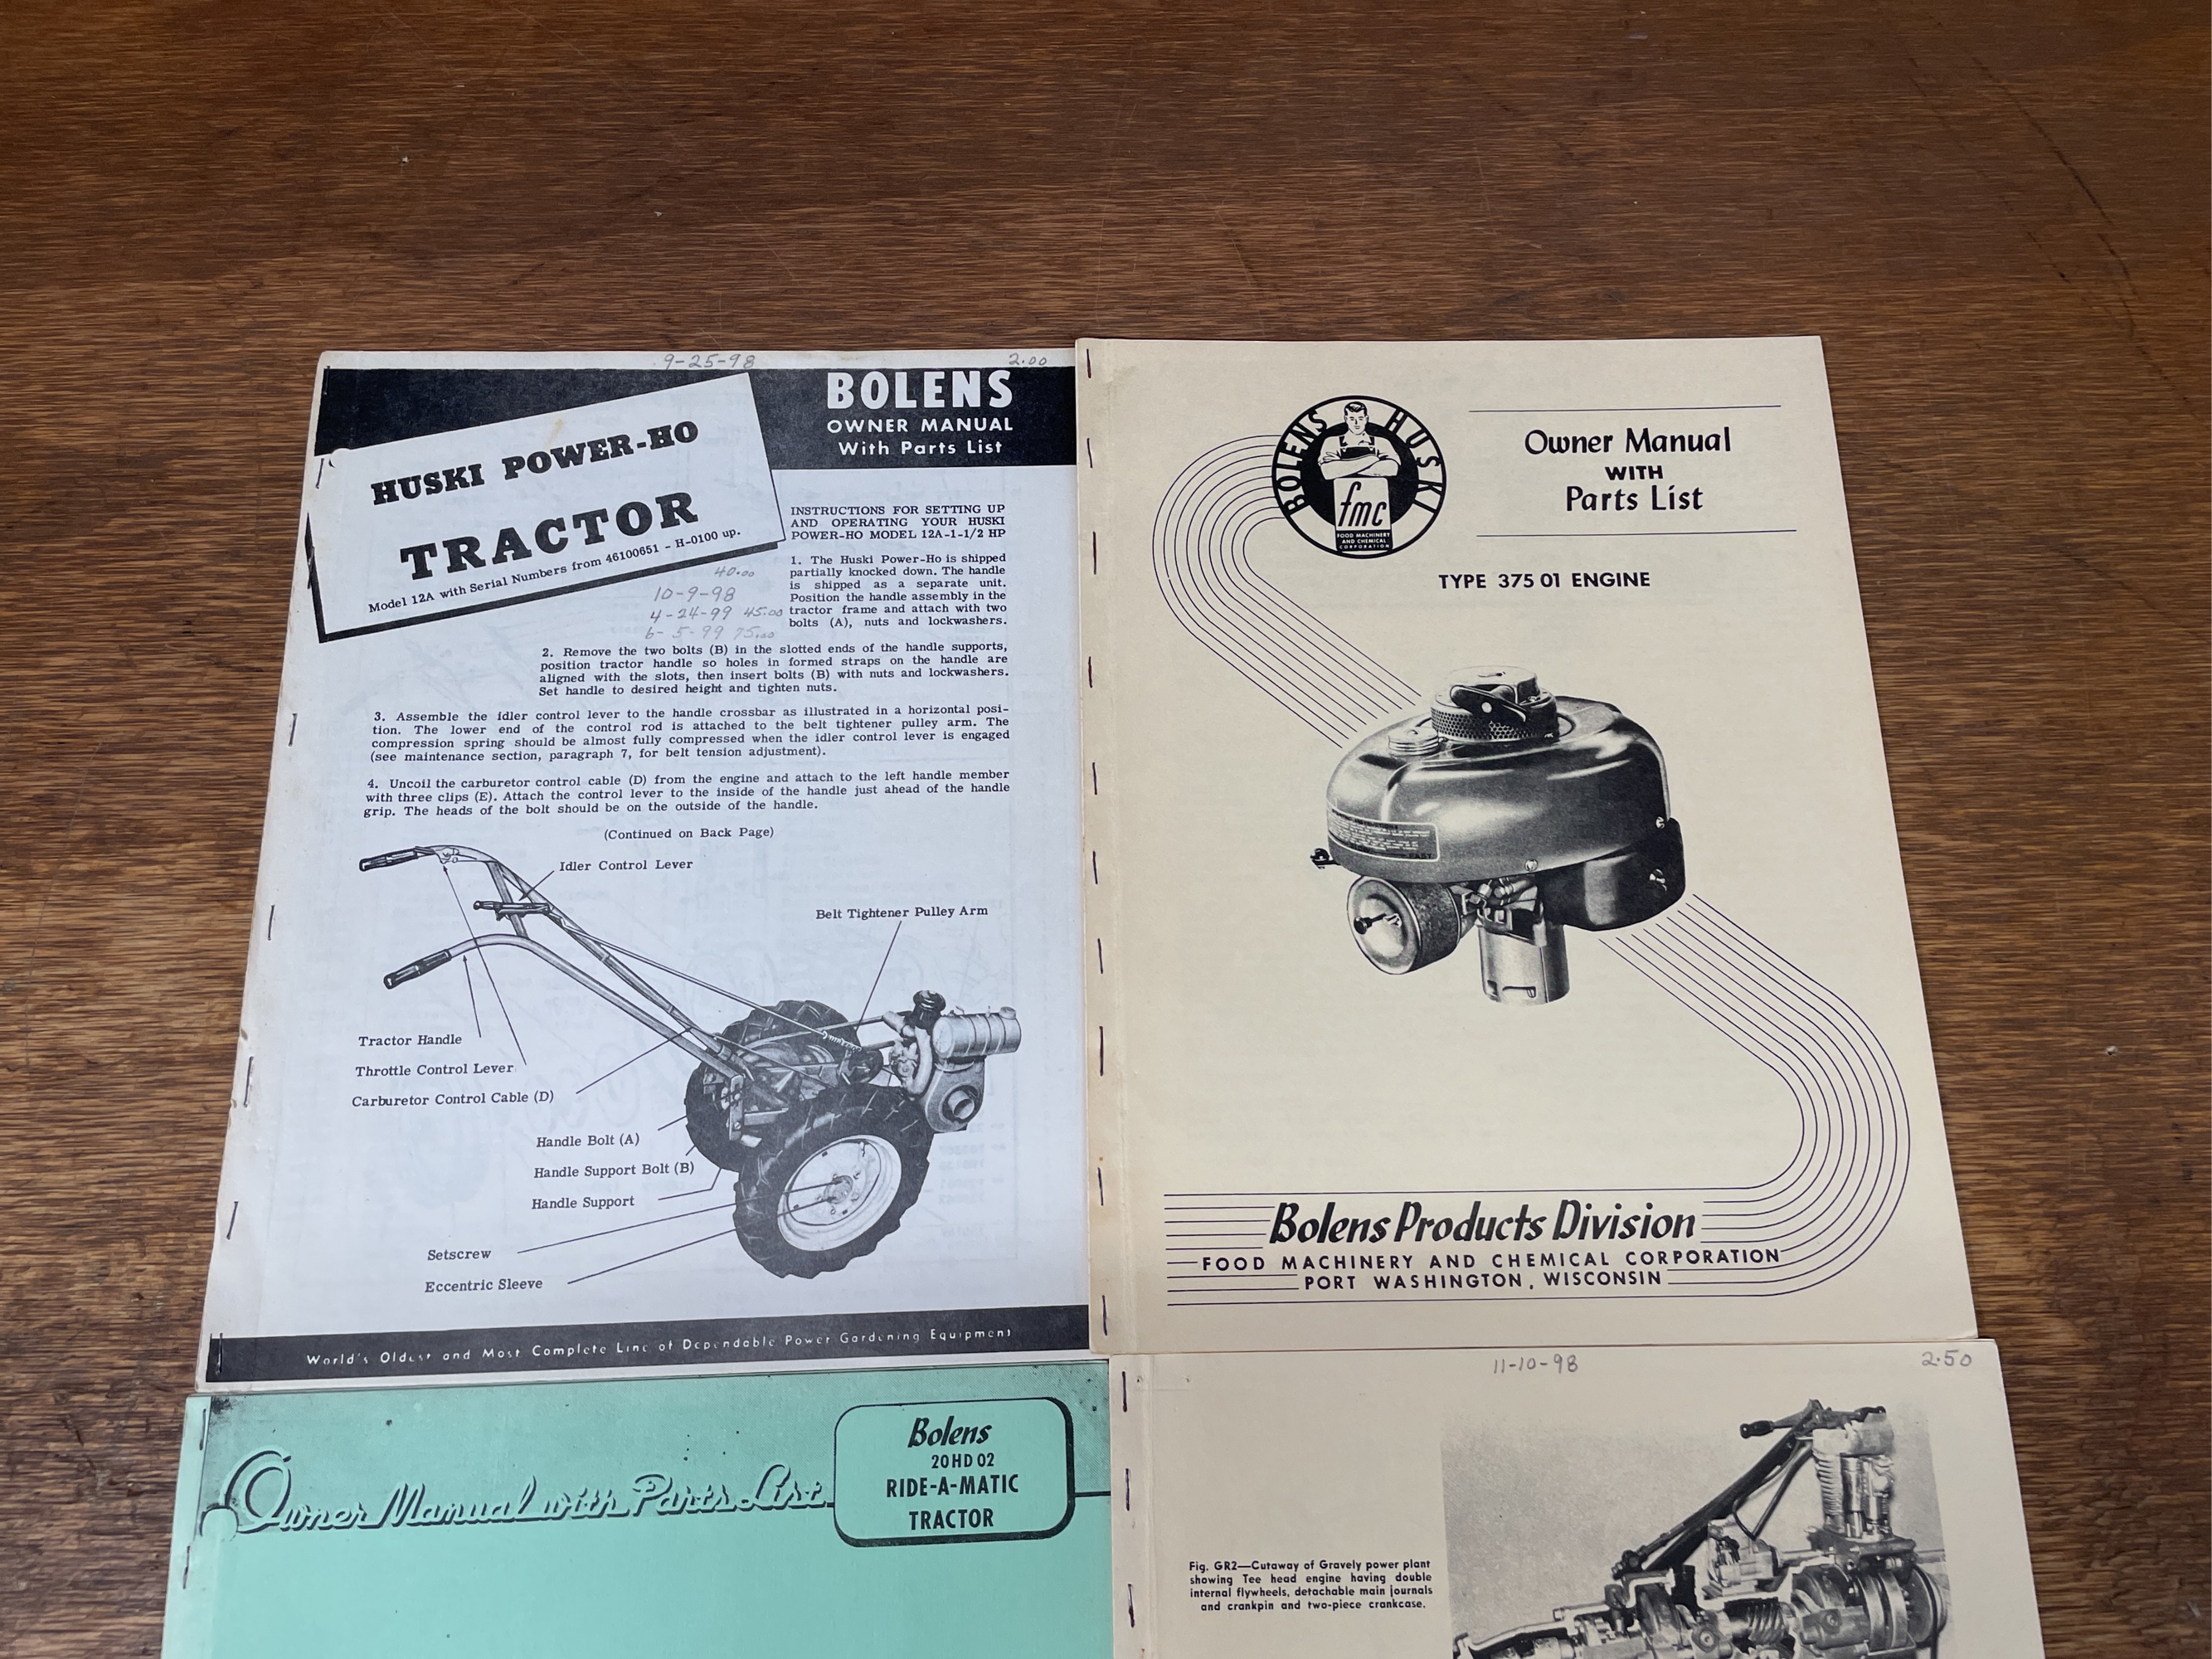 9-25-98
2.00
BOLENS
OWNER MANUAL
With Parts List
HUSKI POWER-HO
TRACTOR
Model 12A with Serial Numbers from 46100651 - H-0100 up.
40.00
10-9-98
4-24-99 45.00
6-5-99 75.00
INSTRUCTIONS FOR SETTING UP
AND OPERATING YOUR HUSKI
POWER-HO MODEL 12A-1-1/2 HP
1. The Huski Power-Ho is shipped
partially knocked down. The handle
is shipped as a separate unit.
Position the handle assembly in the
tractor frame and attach with two
bolts (A), nuts and lockwashers.
2. Remove the two bolts (B) in the slotted ends of the handle supports,
position tractor handle so holes in formed straps on the handle are
aligned with the slots, then insert bolts (B) with nuts and lockwashers.
Set handle to desired height and tighten nuts.
3. Assemble the idler control lever to the handle crossbar as illustrated in a horizontal posi-
tion. The lower end of the control rod is attached to the belt tightener pulley arm. The
compression spring should be almost fully compressed when the idler control lever is engaged
(see maintenance section, paragraph 7, for belt tension adjustment).
4. Uncoil the carburetor control cable (D) from the engine and attach to the left handle member
with three clips (E). Attach the control lever to the inside of the handle just ahead of the handle
grip. The heads of the bolt should be on the outside of the handle.
(Continued on Back Page)
Idler Control Lever
Belt Tightener Pulley Arm
Tractor Handle
Throttle Control Lever
Carburetor Control Cable (D)
Handle Bolt (A)
Handle Support Bolt (B)
Handle Support
Setscrew
Eccentric Sleeve
World's Oldest and Most Complete Line of Dependable Power Gardening Equipment
BOLENS HUSKI
fmc
FOOD MACHINERY
AND CHEMICAL
CORPORATION
Owner Manual
WITH
Parts List
TYPE 375 01 ENGINE
FAST
Bolens Products Division
FOOD MACHINERY AND CHEMICAL CORPORATION
PORT WASHINGTON, WISCONSIN
Owner Manual with Parts List
Bolens
20HD 02
RIDE-A-MATIC
TRACTOR
11-10-98
2.50
Fig. GR2—Cutaway of Gravely power plant
showing Tee head engine having double
internal flywheels, detachable main journals
and crankpin and two-piece crankcase.